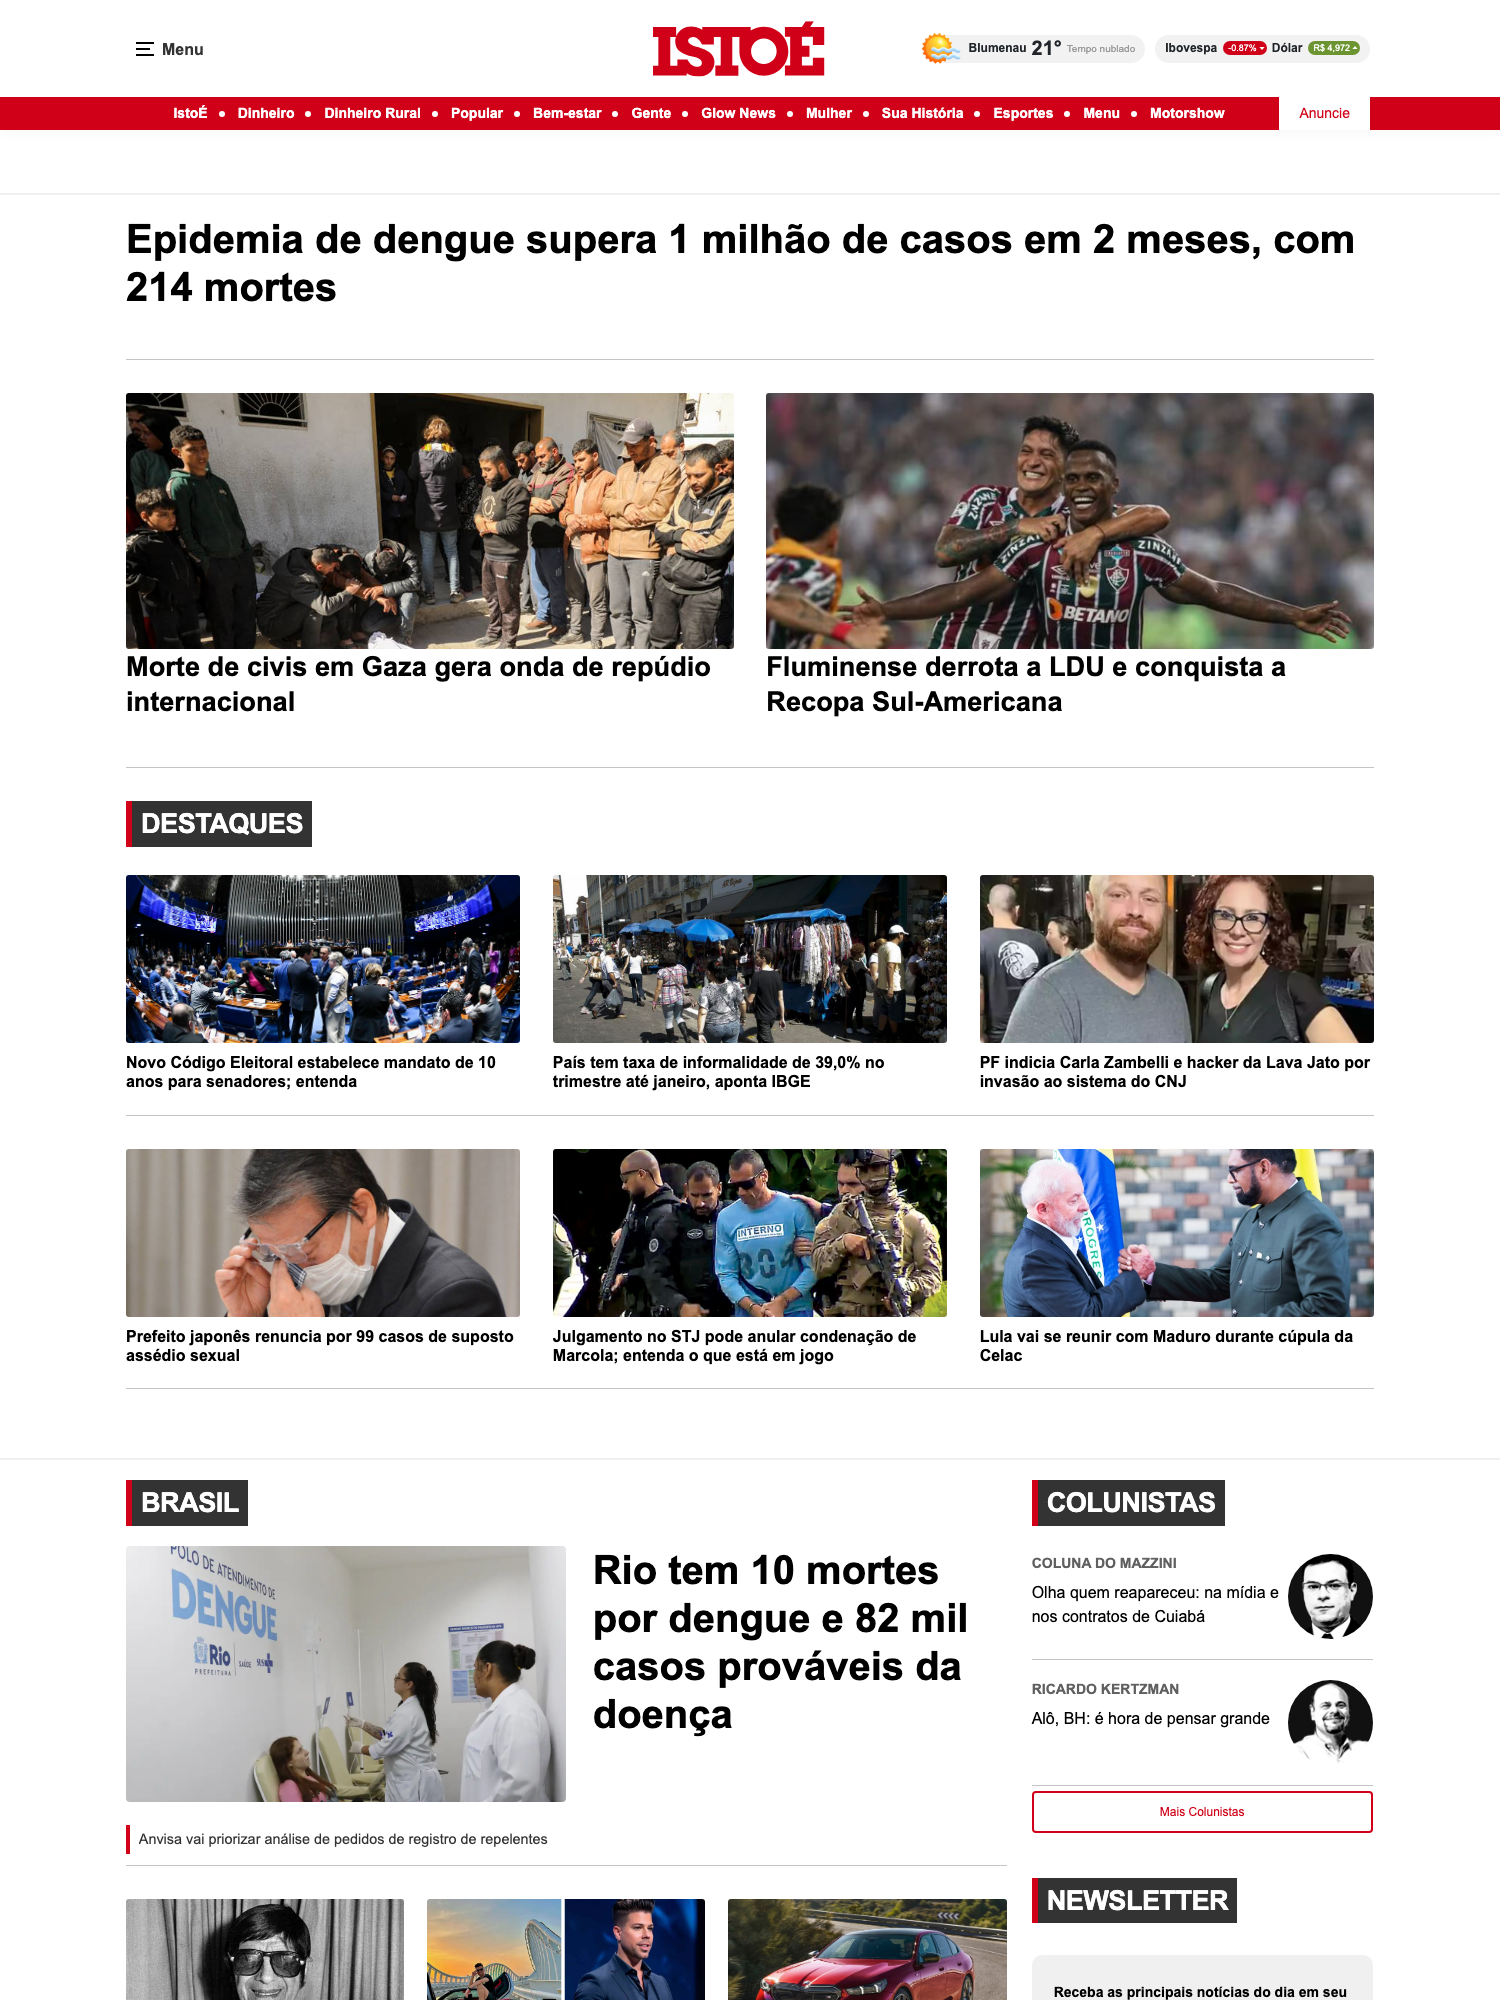 Menu
ISTOÉ
Blumenau 21° Tempo nublado
Ibovespa -0.87% Dólar R$ 4,972
IstoÉ • Dinheiro • Dinheiro Rural • Popular • Bem-estar • Gente • Glow News • Mulher • Sua História • Esportes • Menu • Motorshow
Anuncie
Epidemia de dengue supera 1 milhão de casos em 2 meses, com
214 mortes
ZINZANE
ZINZANE
BETANO
Morte de civis em Gaza gera onda de repúdio
internacional
Fluminense derrota a LDU e conquista a
Recopa Sul-Americana
DESTAQUES
Novo Código Eleitoral estabelece mandato de 10
anos para senadores; entenda
País tem taxa de informalidade de 39,0% no
trimestre até janeiro, aponta IBGE
PF indicia Carla Zambelli e hacker da Lava Jato por
invasão ao sistema do CNJ
INTERNO
304
PROGRES
Prefeito japonês renuncia por 99 casos de suposto
assédio sexual
Julgamento no STJ pode anular condenação de
Marcola; entenda o que está em jogo
Lula vai se reunir com Maduro durante cúpula da
Celac
BRASIL
POLO DE ATENDIMENTO DE
DENGUE
Rio
PREFEITURA
SAÚDE
SUS
Rio tem 10 mortes
por dengue e 82 mil
casos prováveis da
doença
Anvisa vai priorizar análise de pedidos de registro de repelentes
COLUNISTAS
COLUNA DO MAZZINI
Olha quem reapareceu: na mídia e
nos contratos de Cuiabá
RICARDO KERTZMAN
Alô, BH: é hora de pensar grande
Mais Colunistas
NEWSLETTER
Receba as principais notícias do dia em seu